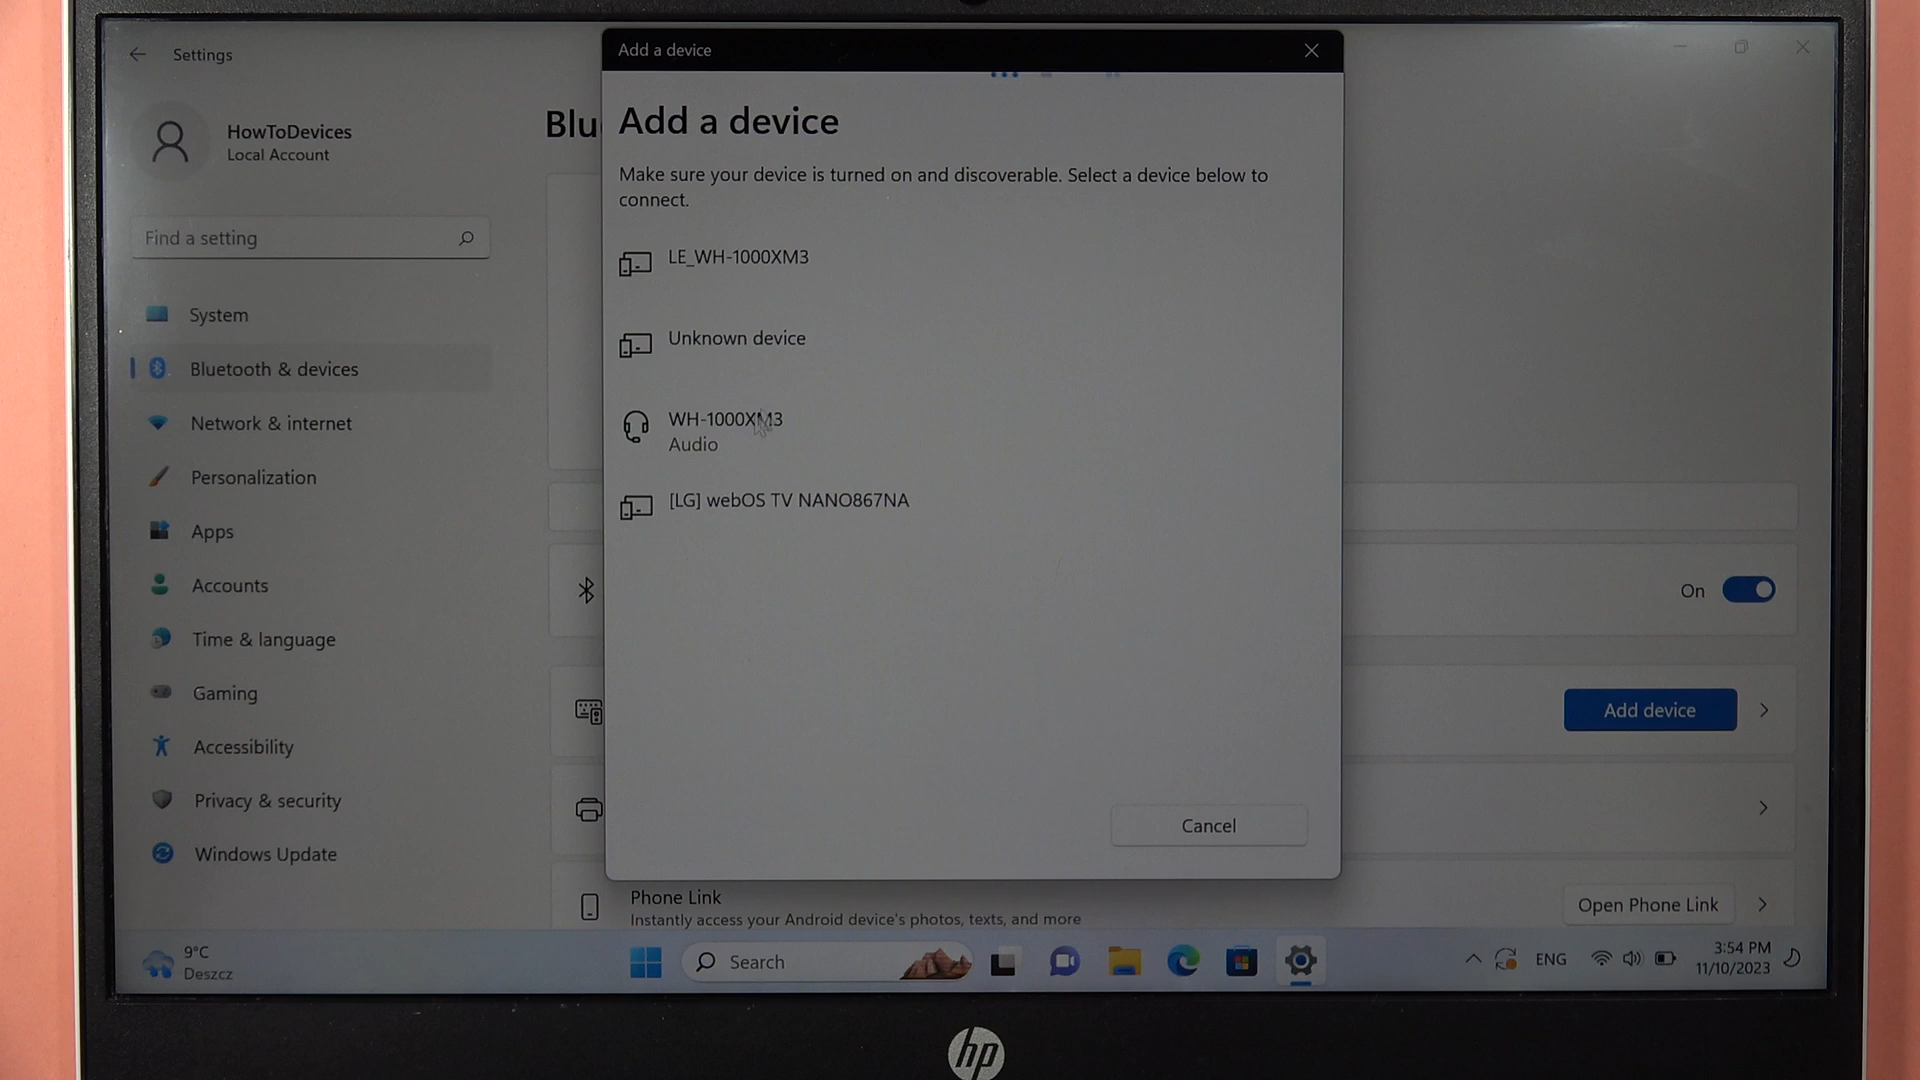 Settings
HowToDevices
Local Account
Find a setting
System
Bluetooth & devices
Network & internet
Personalization
Apps
Accounts
Time & language
Gaming
Accessibility
Privacy & security
Windows Update
Blu
Add a device
Add a device
Make sure your device is turned on and discoverable. Select a device below to
connect.
LE_WH-1000XM3
Unknown device
WH-1000XM3
Audio
[LG] webOS TV NANO867NA
Cancel
On
Add device
Phone Link
Instantly access your Android device's photos, texts, and more
Open Phone Link
9°C
Deszcz
Search
ENG
3:54 PM
11/10/2023
hp